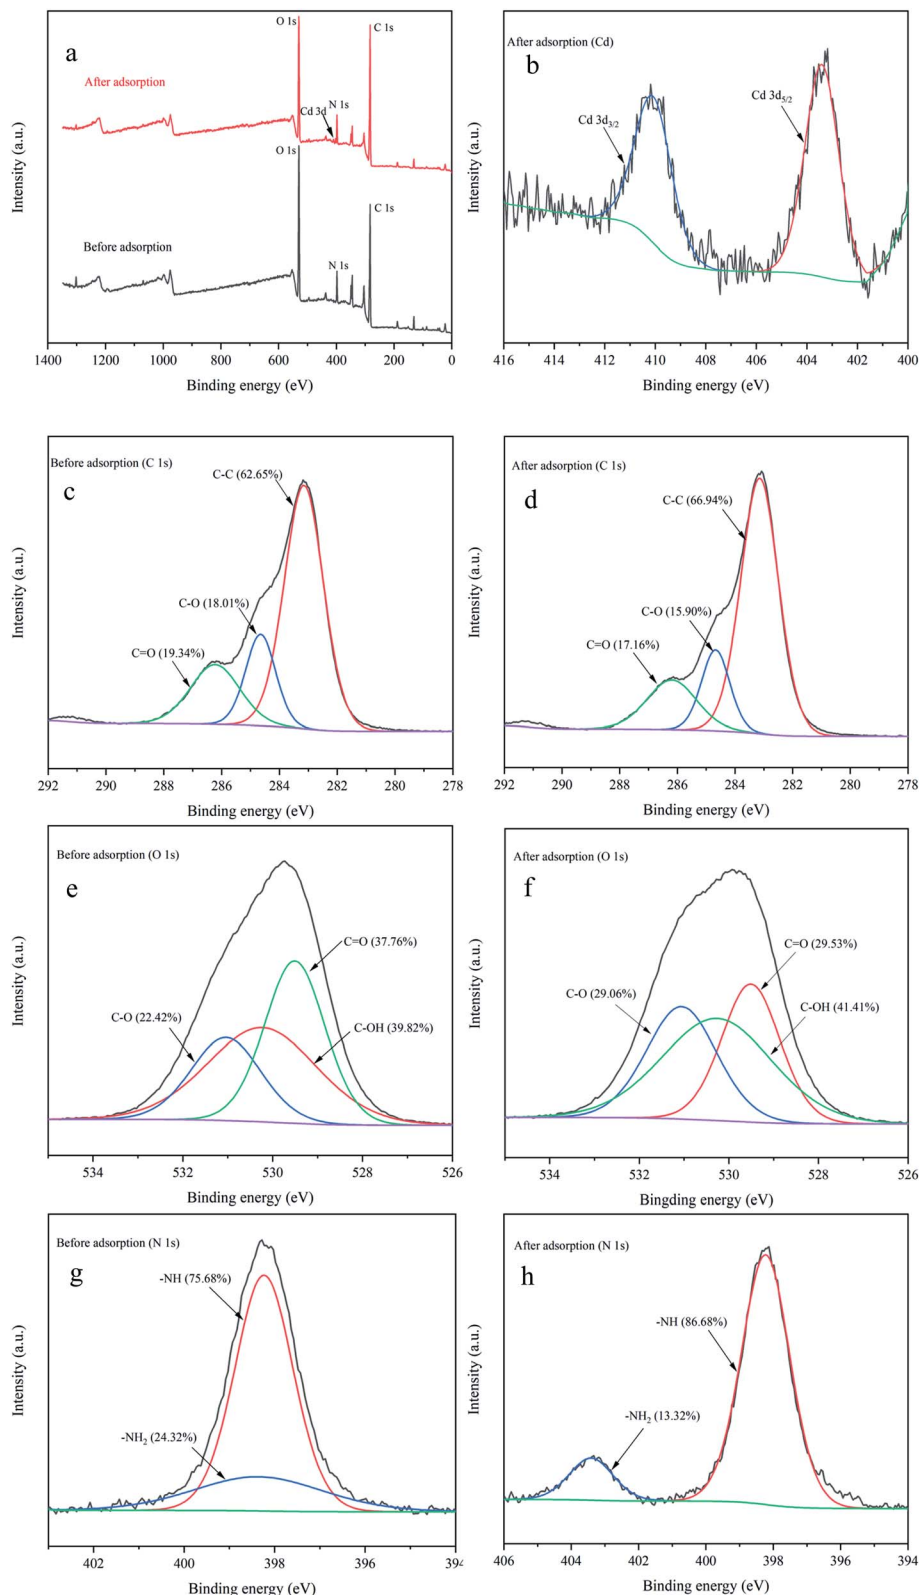 a
O 1s
C 1s
After adsorption
N 1s
Cd 3d
O 1s
C 1s
Before adsorption
N 1s
Intensity (a.u.)
1400 1200 1000 800 600 400 200 0
Binding energy (eV)
After adsorption (Cd)
b
Cd 3d5/2
Cd 3d3/2
Intensity (a.u.)
416 414 412 410 408 406 404 402 400
Binding energy (eV)
Before adsorption (C 1s)
c
C-C (62.65%)
C-O (18.01%)
C=O (19.34%)
Intensity (a.u.)
292 290 288 286 284 282 280 278
Binding energy (eV)
After adsorption (C 1s)
d
C-C (66.94%)
C-O (15.90%)
C=O (17.16%)
Intensity (a.u.)
292 290 288 286 284 282 280 278
Binding energy (eV)
Before adsorption (O 1s)
e
C=O (37.76%)
C-O (22.42%)
C-OH (39.82%)
Intensity (a.u.)
534 532 530 528 526
Binding energy (eV)
After adsorption (O 1s)
f
C=O (29.53%)
C-O (29.06%)
C-OH (41.41%)
Intensity (a.u.)
534 532 530 528 526
Bingding energy (eV)
Before adsorption (N 1s)
g
-NH (75.68%)
-NH2 (24.32%)
Intensity (a.u.)
402 400 398 396 394
Binding energy (eV)
After adsorption (N 1s)
h
-NH (86.68%)
-NH2 (13.32%)
Intensity (a.u.)
406 404 402 400 398 396 394
Binding energy (eV)